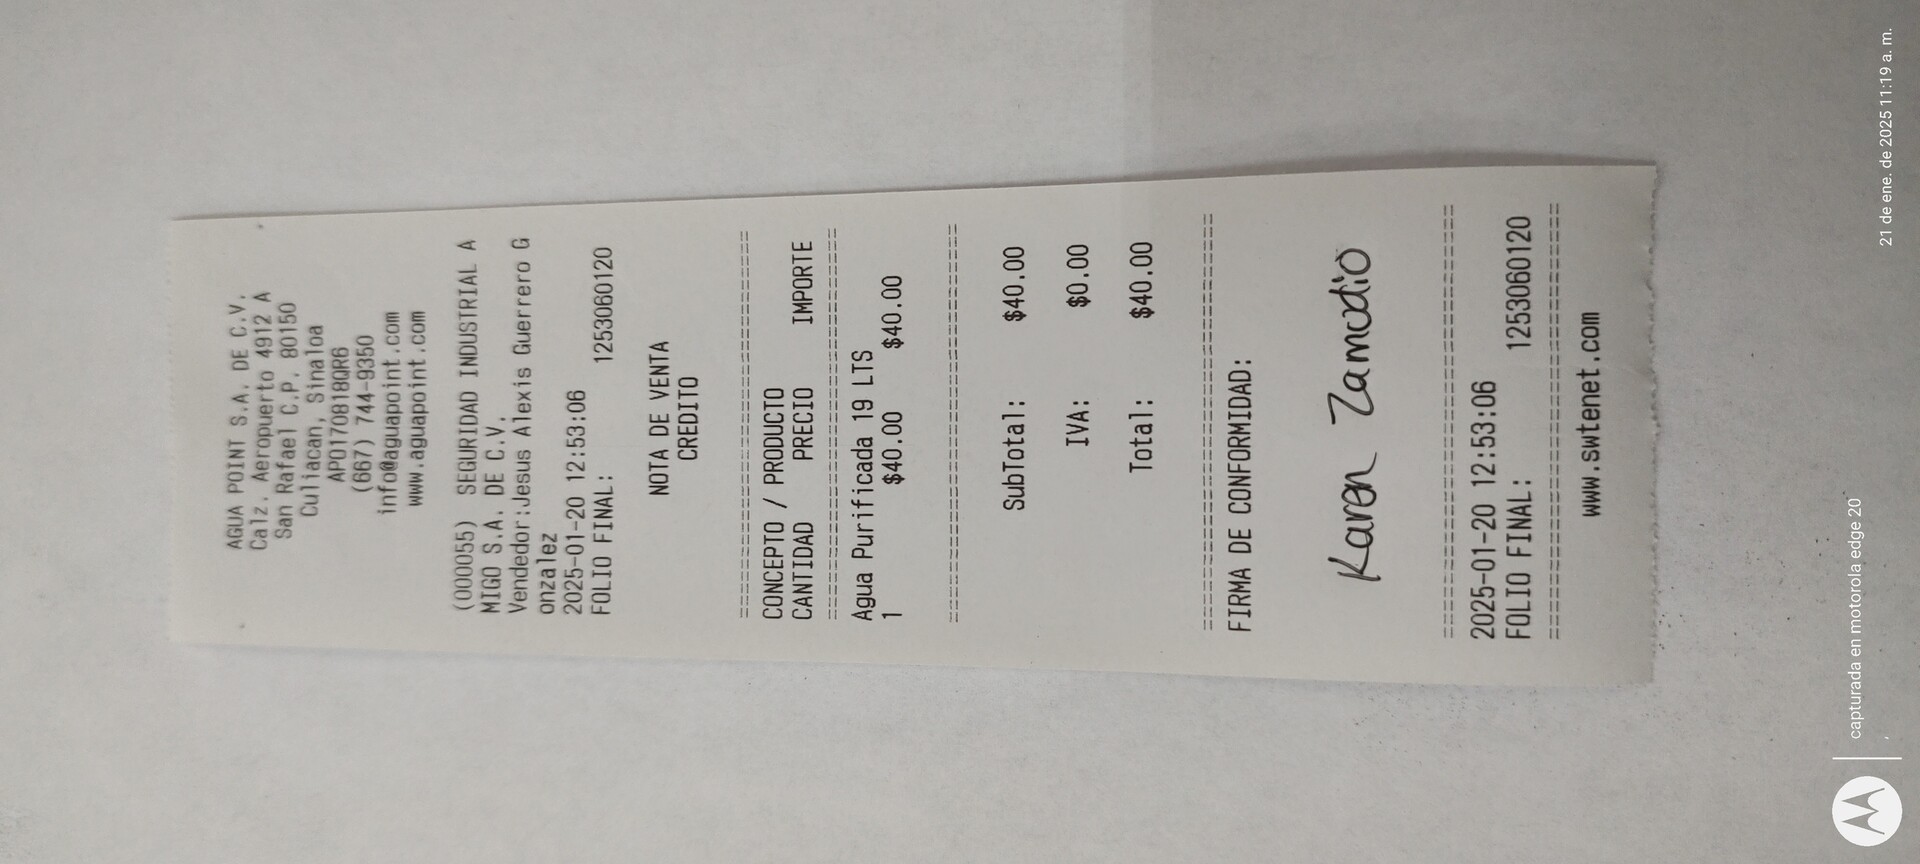 AGUA POINT S.A. DE C.V.
Calz. Aeropuerto 4912 A
San Rafael C.P. 80150
Culiacan, Sinaloa
APO170818QR6
(667) 744-9350
info@aguapoint.com
www.aguapoint.com
(000055) SEGURIDAD INDUSTRIAL A
MIGO S.A. DE C.V.
Vendedor:Jesus Alexis Guerrero G
onzalez
2025-01-20 12:53:06
FOLIO FINAL: 1253060120
NOTA DE VENTA
CREDITO
================================
CONCEPTO / PRODUCTO
CANTIDAD PRECIO IMPORTE
================================
Agua Purificada 19 LTS
1 $40.00 $40.00
================================
SubTotal: $40.00
IVA: $0.00
Total: $40.00
================================
FIRMA DE CONFORMIDAD:
Karen Zamudio
================================
2025-01-20 12:53:06
FOLIO FINAL: 1253060120
================================
www.swtenet.com
capturada en motorola edge 20
21 de ene. de 2025 11:19 a. m.